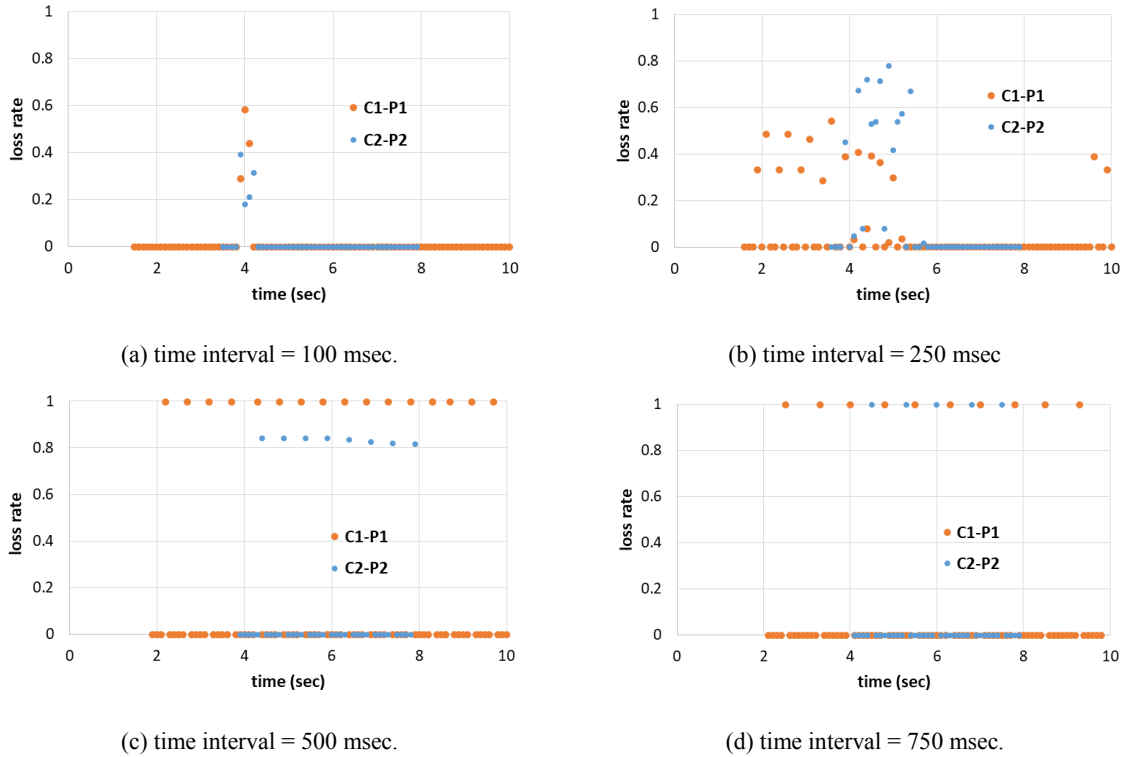 1
0.8
0.6
0.4
0.2
0
loss rate
C1-P1
C2-P2
0 2 4 6 8 10
time (sec)
(a) time interval = 100 msec.
1
0.8
0.6
0.4
0.2
0
loss rate
C1-P1
C2-P2
0 2 4 6 8 10
time (sec)
(b) time interval = 250 msec
1
0.8
0.6
0.4
0.2
0
loss rate
C1-P1
C2-P2
0 2 4 6 8 10
time (sec)
(c) time interval = 500 msec.
1
0.8
0.6
0.4
0.2
0
loss rate
C1-P1
C2-P2
0 2 4 6 8 10
time (sec)
(d) time interval = 750 msec.